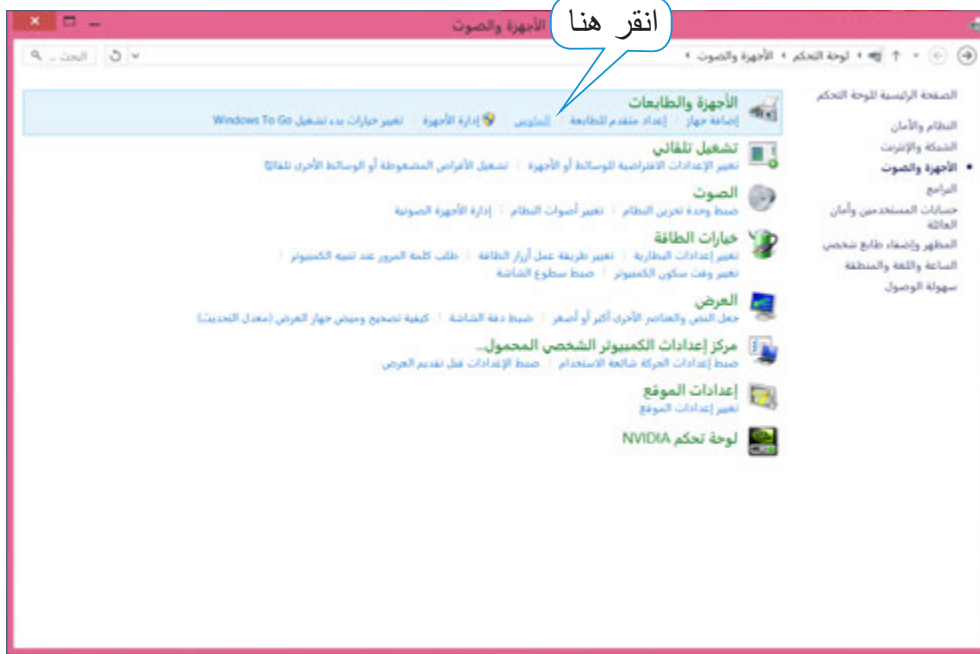 الأجهزة والصوت
انقر هنا
لوحة التحكم ‹ الأجهزة والصوت ‹
البحث ..
الصفحة الرئيسية للوحة التحكم
النظام والأمان
الشبكة والإنترنت
الأجهزة والصوت
البرامج
حسابات المستخدمين وأمان
العائلة
المظهر وإضفاء طابع شخصي
الساعة واللغة والمنطقة
سهولة الوصول
الأجهزة والطابعات
إضافة جهاز | إعداد متقدم للطابعة | الماوس | إدارة الأجهزة | تغيير خيارات بدء تشغيل Windows To Go
تشغيل تلقائي
تغيير الإعدادات الافتراضية للوسائط أو الأجهزة | تشغيل الأقراص المضغوطة أو الوسائط الأخرى تلقائيًا
الصوت
ضبط وحدة تخزين النظام | تغيير أصوات النظام | إدارة الأجهزة الصوتية
خيارات الطاقة
تغيير إعدادات البطارية | تغيير طريقة عمل أزرار الطاقة | طلب كلمة المرور عند تنبيه الكمبيوتر |
تغيير وقت سكون الكمبيوتر | ضبط سطوع الشاشة
العرض
جعل النص والعناصر الأخرى أكبر أو أصغر | ضبط دقة الشاشة | كيفية تصحيح وميض جهاز العرض (معدل التحديث)
مركز إعدادات الكمبيوتر الشخصي المحمول...
ضبط إعدادات الحركة شائعة الاستخدام | ضبط الإعدادات قبل تقديم العرض
إعدادات الموقع
تغيير إعدادات الموقع
لوحة تحكم NVIDIA